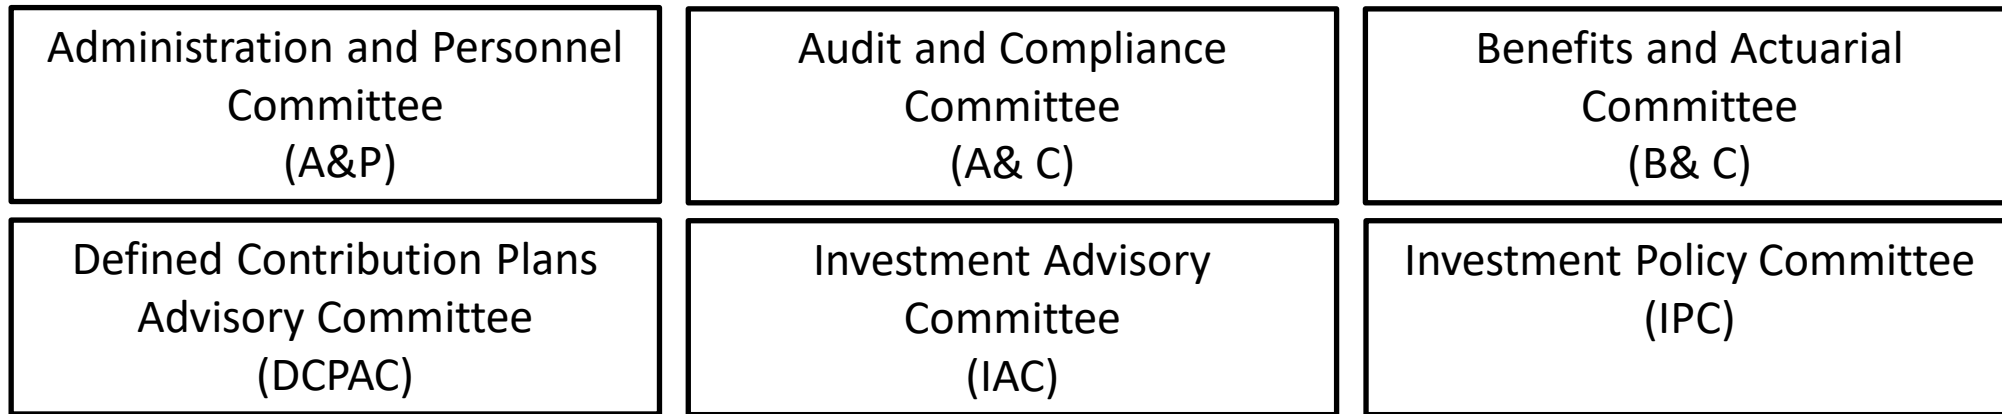 Administration and Personnel
Committee
(A&P)
Audit and Compliance
Committee
(A& C)
Benefits and Actuarial
Committee
(B& C)
Defined Contribution Plans
Advisory Committee
(DCPAC)
Investment Advisory
Committee
(IAC)
Investment Policy Committee
(IPC)